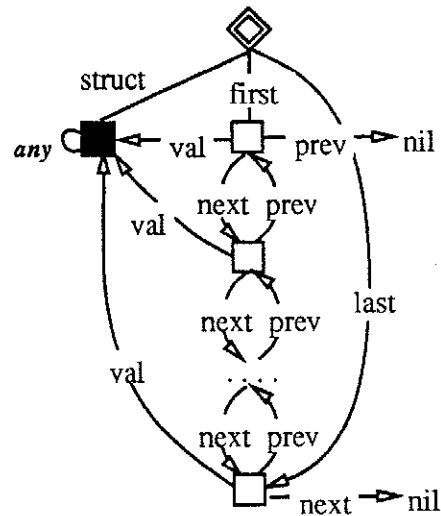 struct
first
any
val
prev
nil
val
next prev
next prev
last
. . . .
val
next prev
next
nil